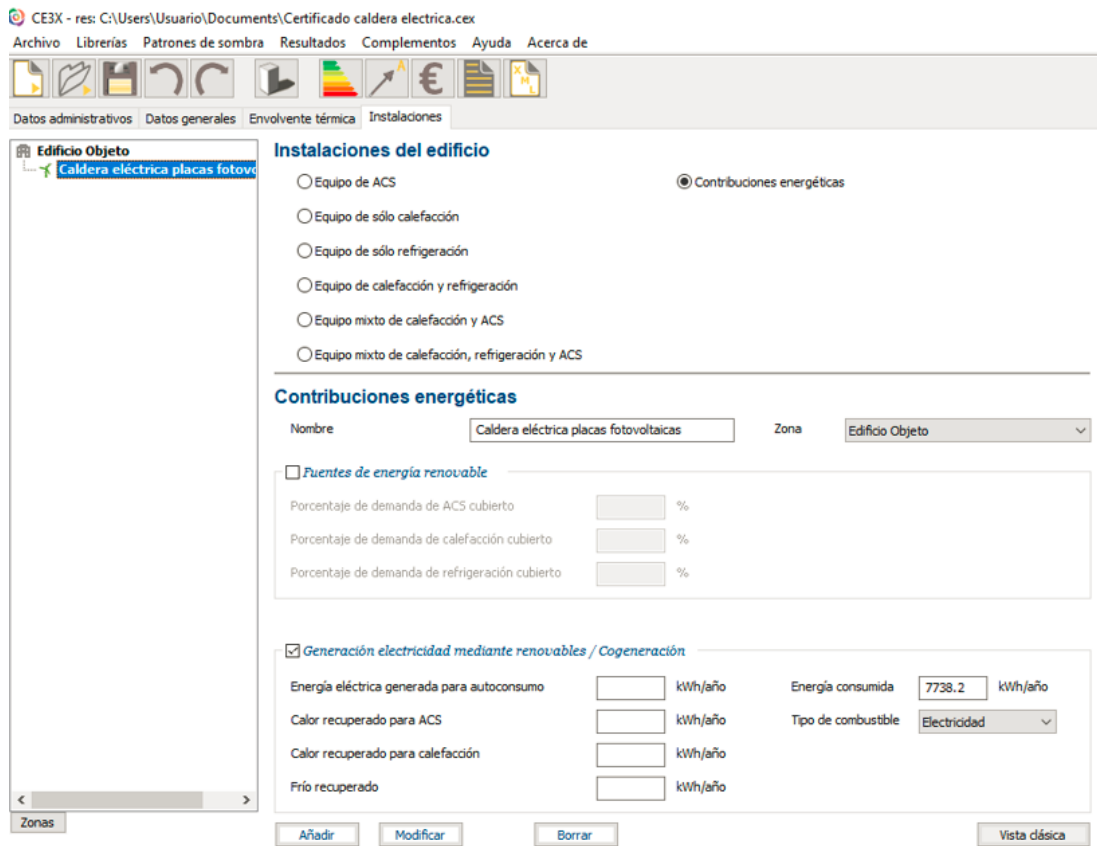 CE3X - res: C:\Users\Usuario\Documents\Certificado caldera electrica.cex
Archivo Librerías Patrones de sombra Resultados Complementos Ayuda Acerca de
A € X M L
Datos administrativos Datos generales Envolvente térmica Instalaciones
Edificio Objeto
Caldera eléctrica placas fotovo
Instalaciones del edificio
Equipo de ACS Contribuciones energéticas
Equipo de sólo calefacción
Equipo de sólo refrigeración
Equipo de calefacción y refrigeración
Equipo mixto de calefacción y ACS
Equipo mixto de calefacción, refrigeración y ACS
Contribuciones energéticas
Nombre Caldera eléctrica placas fotovoltaicas Zona Edificio Objeto
Fuentes de energía renovable
Porcentaje de demanda de ACS cubierto %
Porcentaje de demanda de calefacción cubierto %
Porcentaje de demanda de refrigeración cubierto %
Generación electricidad mediante renovables / Cogeneración
Energía eléctrica generada para autoconsumo kWh/año Energía consumida 7738.2 kWh/año
Calor recuperado para ACS kWh/año Tipo de combustible Electricidad
Calor recuperado para calefacción kWh/año
Frío recuperado kWh/año
Zonas
Añadir Modificar Borrar Vista clásica